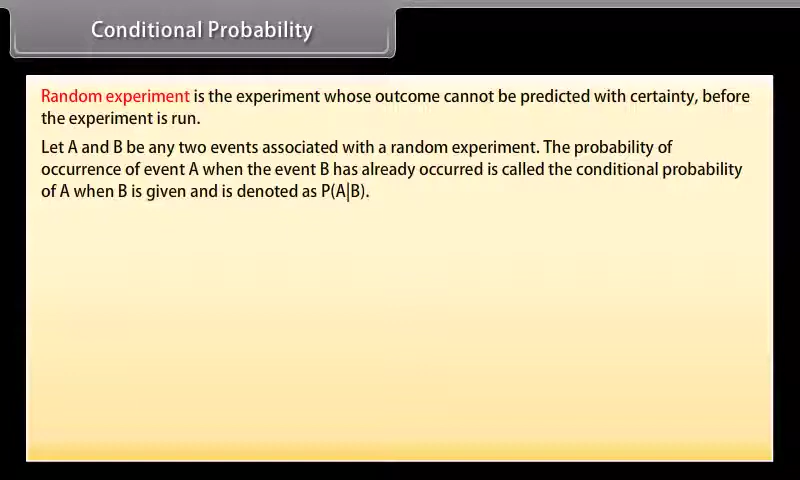 Conditional Probability
Random experiment is the experiment whose outcome cannot be predicted with certainty, before
the experiment is run.
Let A and B be any two events associated with a random experiment. The probability of
occurrence of event A when the event B has already occurred is called the conditional probability
of A when B is given and is denoted as P(A|B).